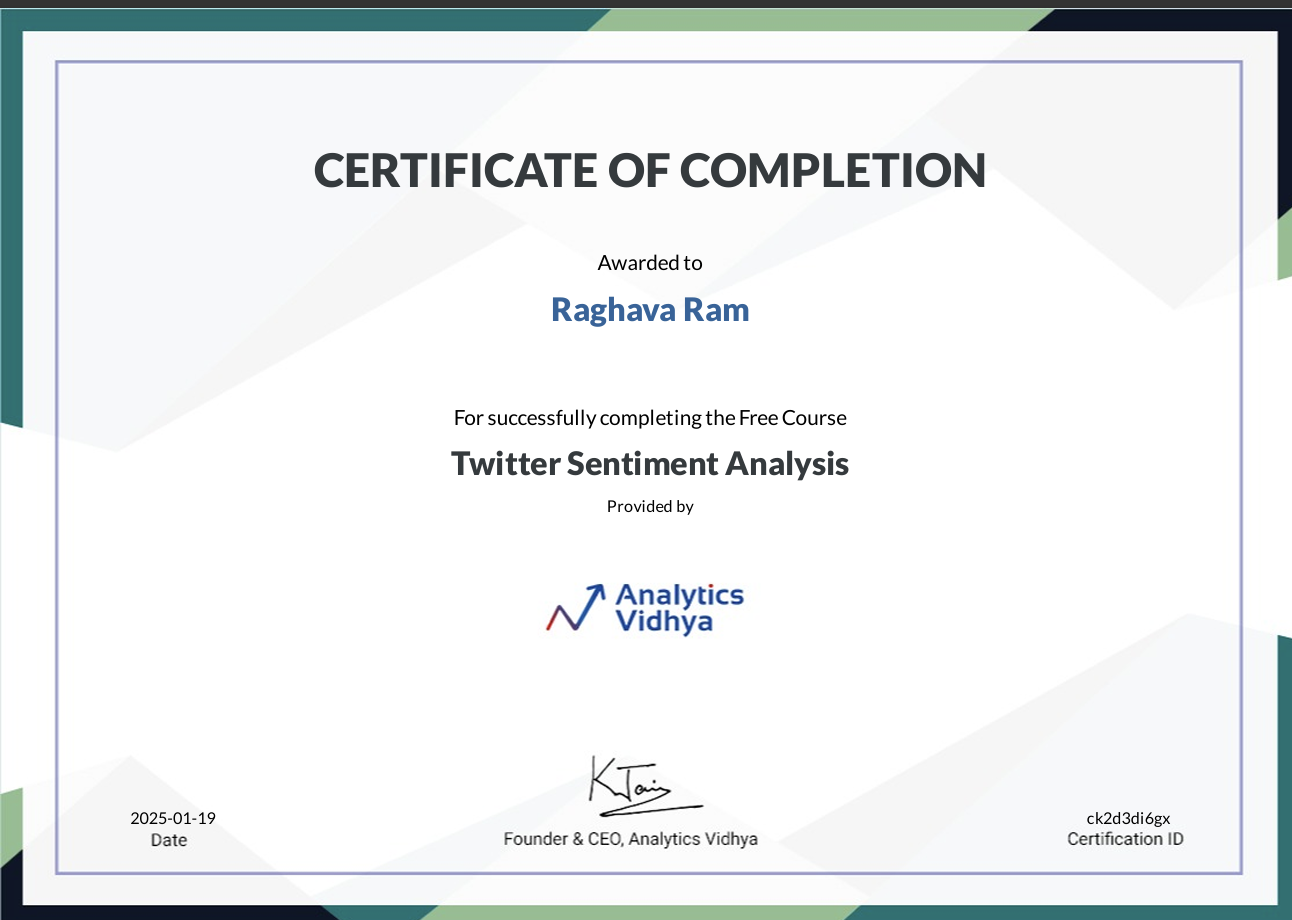 CERTIFICATE OF COMPLETION
Awarded to
Raghava Ram
For successfully completing the Free Course
Twitter Sentiment Analysis
Provided by
Analytics
Vidhya
K Jain
2025-01-19
Date
Founder & CEO, Analytics Vidhya
ck2d3di6gx
Certification ID